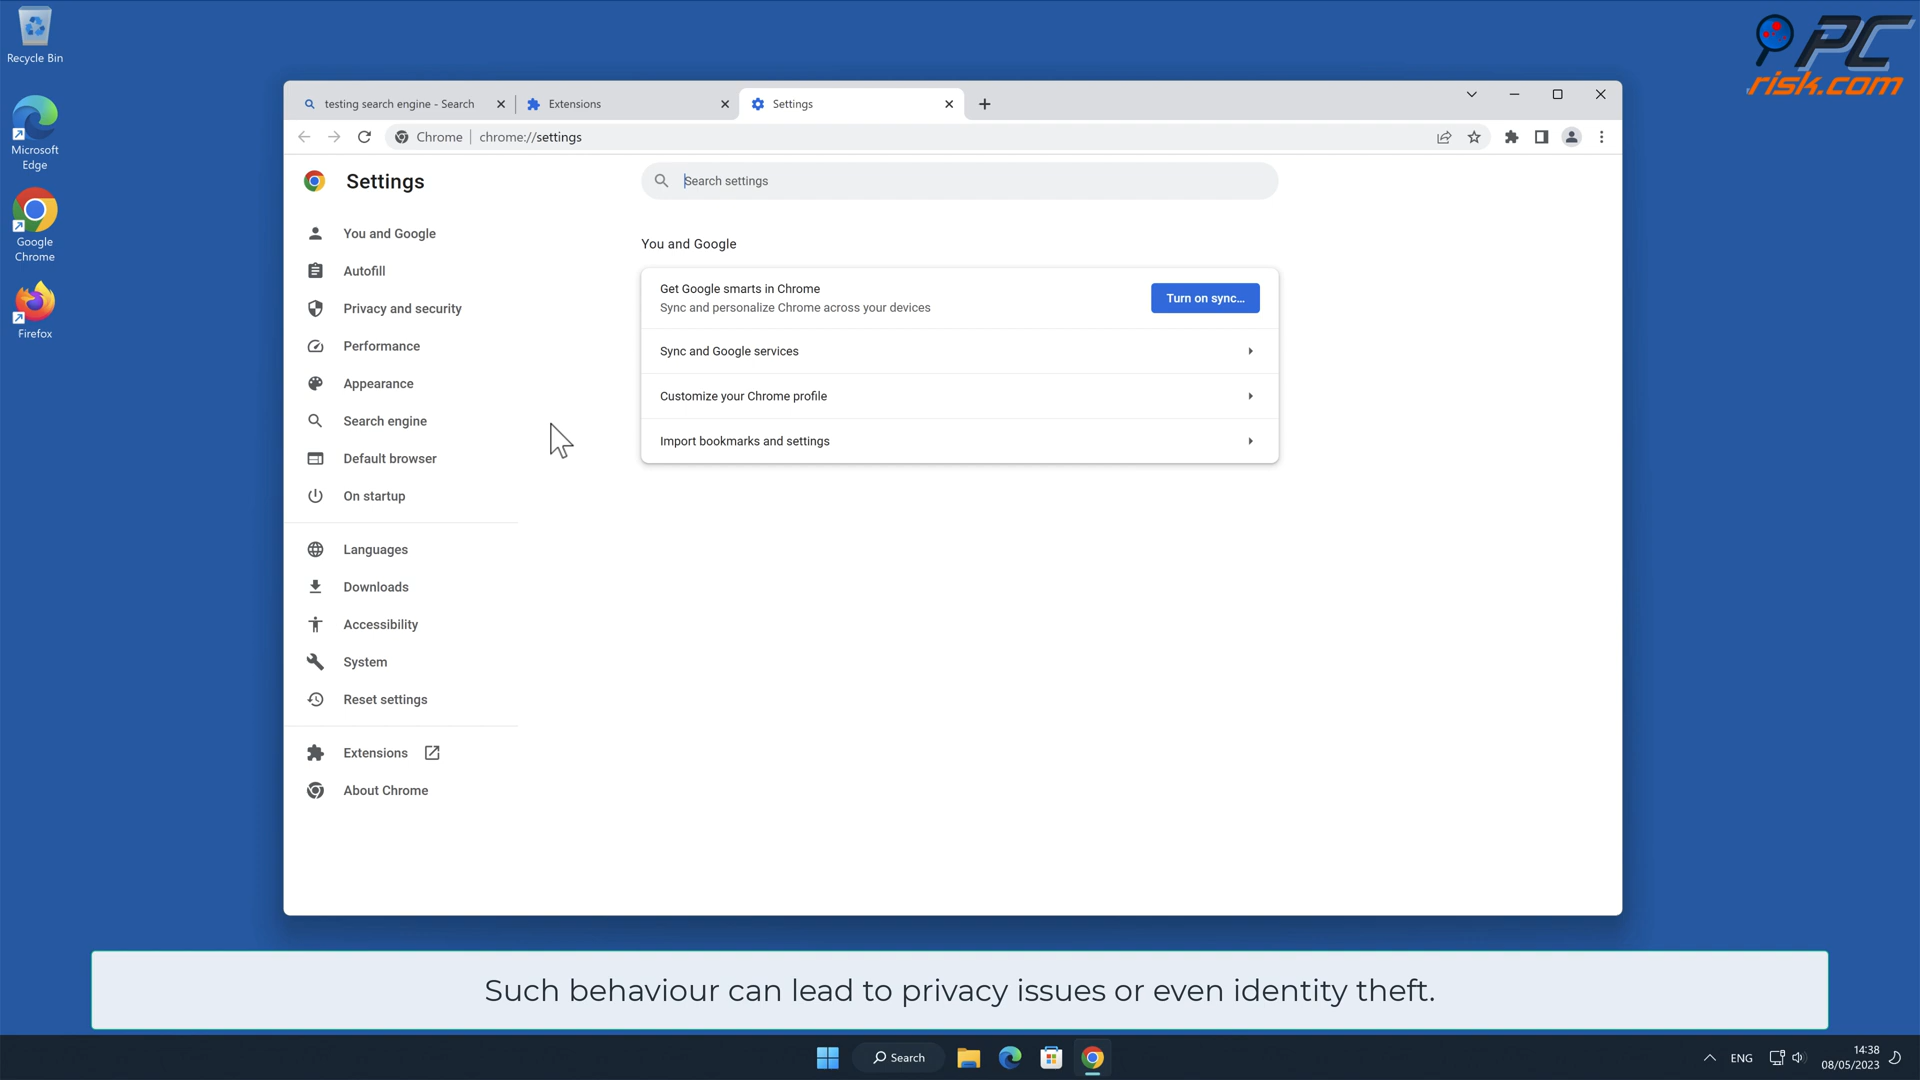 Recycle Bin
Microsoft
Edge
Google
Chrome
Firefox
PC
risk.com
testing search engine - Search
Extensions
Settings
Chrome
chrome://settings
Settings
Search settings
You and Google
Autofill
Privacy and security
Performance
Appearance
Search engine
Default browser
On startup
Languages
Downloads
Accessibility
System
Reset settings
Extensions
About Chrome
You and Google
Get Google smarts in Chrome
Sync and personalize Chrome across your devices
Turn on sync...
Sync and Google services
Customize your Chrome profile
Import bookmarks and settings
Such behaviour can lead to privacy issues or even identity theft.
Search
ENG
14:38
08/05/2023